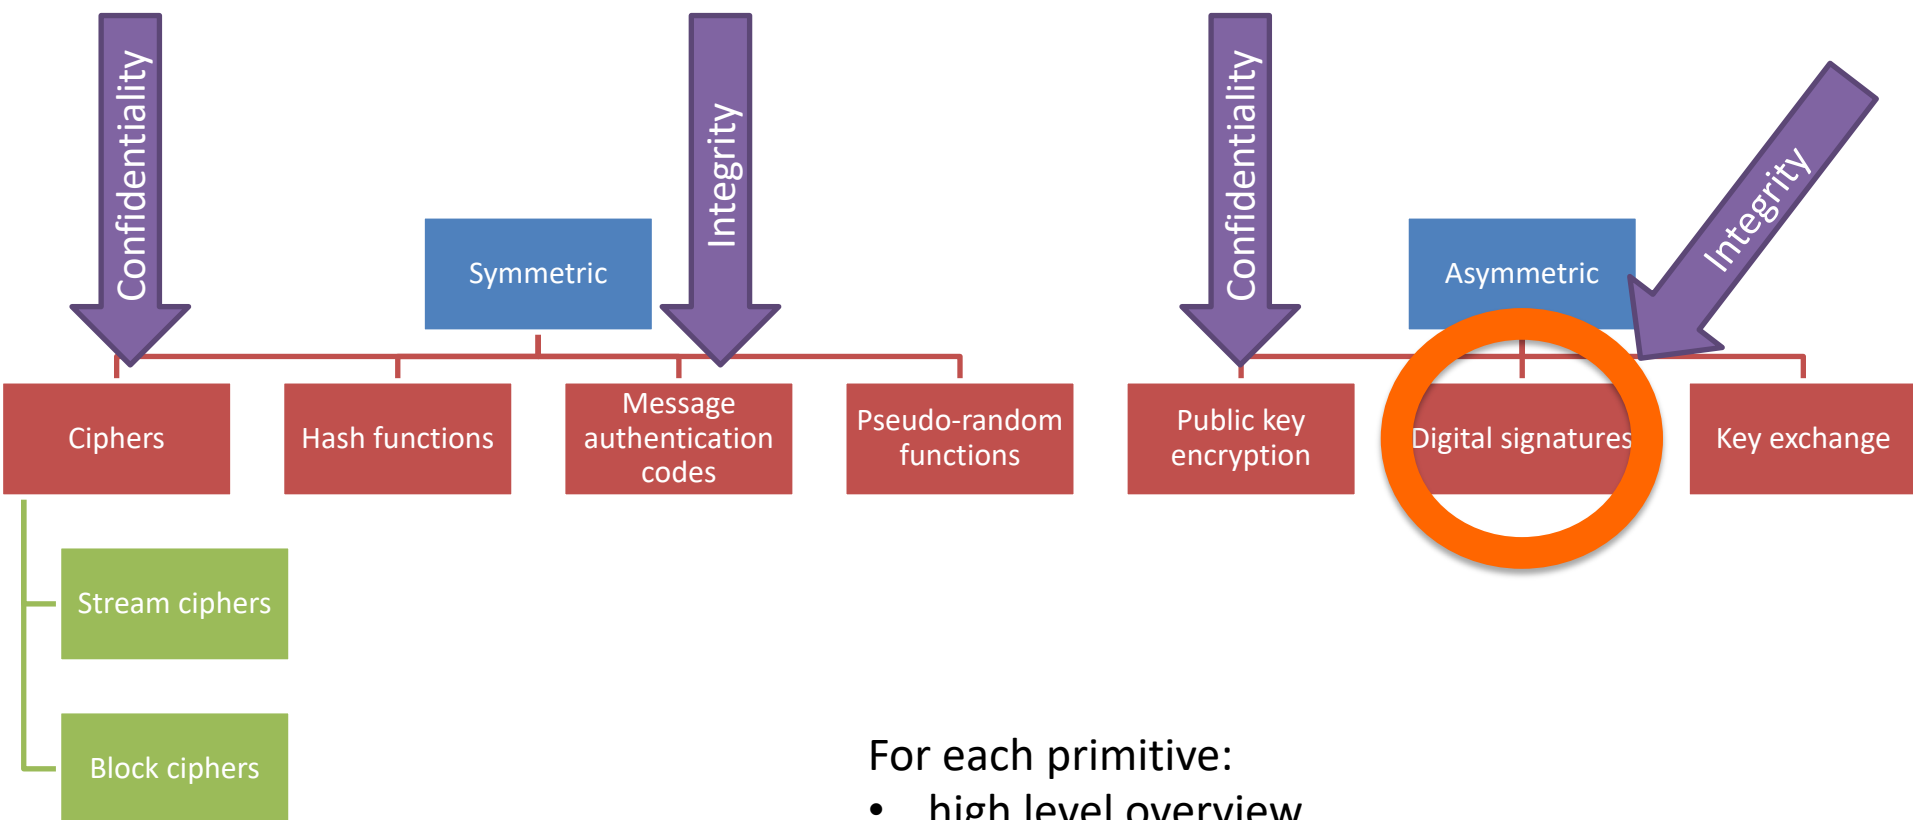 Confidentiality
Integrity
Confidentiality
Integrity
Symmetric
Asymmetric
Ciphers
Hash functions
Message
authentication
codes
Pseudo-random
functions
Public key
encryption
Digital signatures
Key exchange
Stream ciphers
Block ciphers
For each primitive:
• high level overview